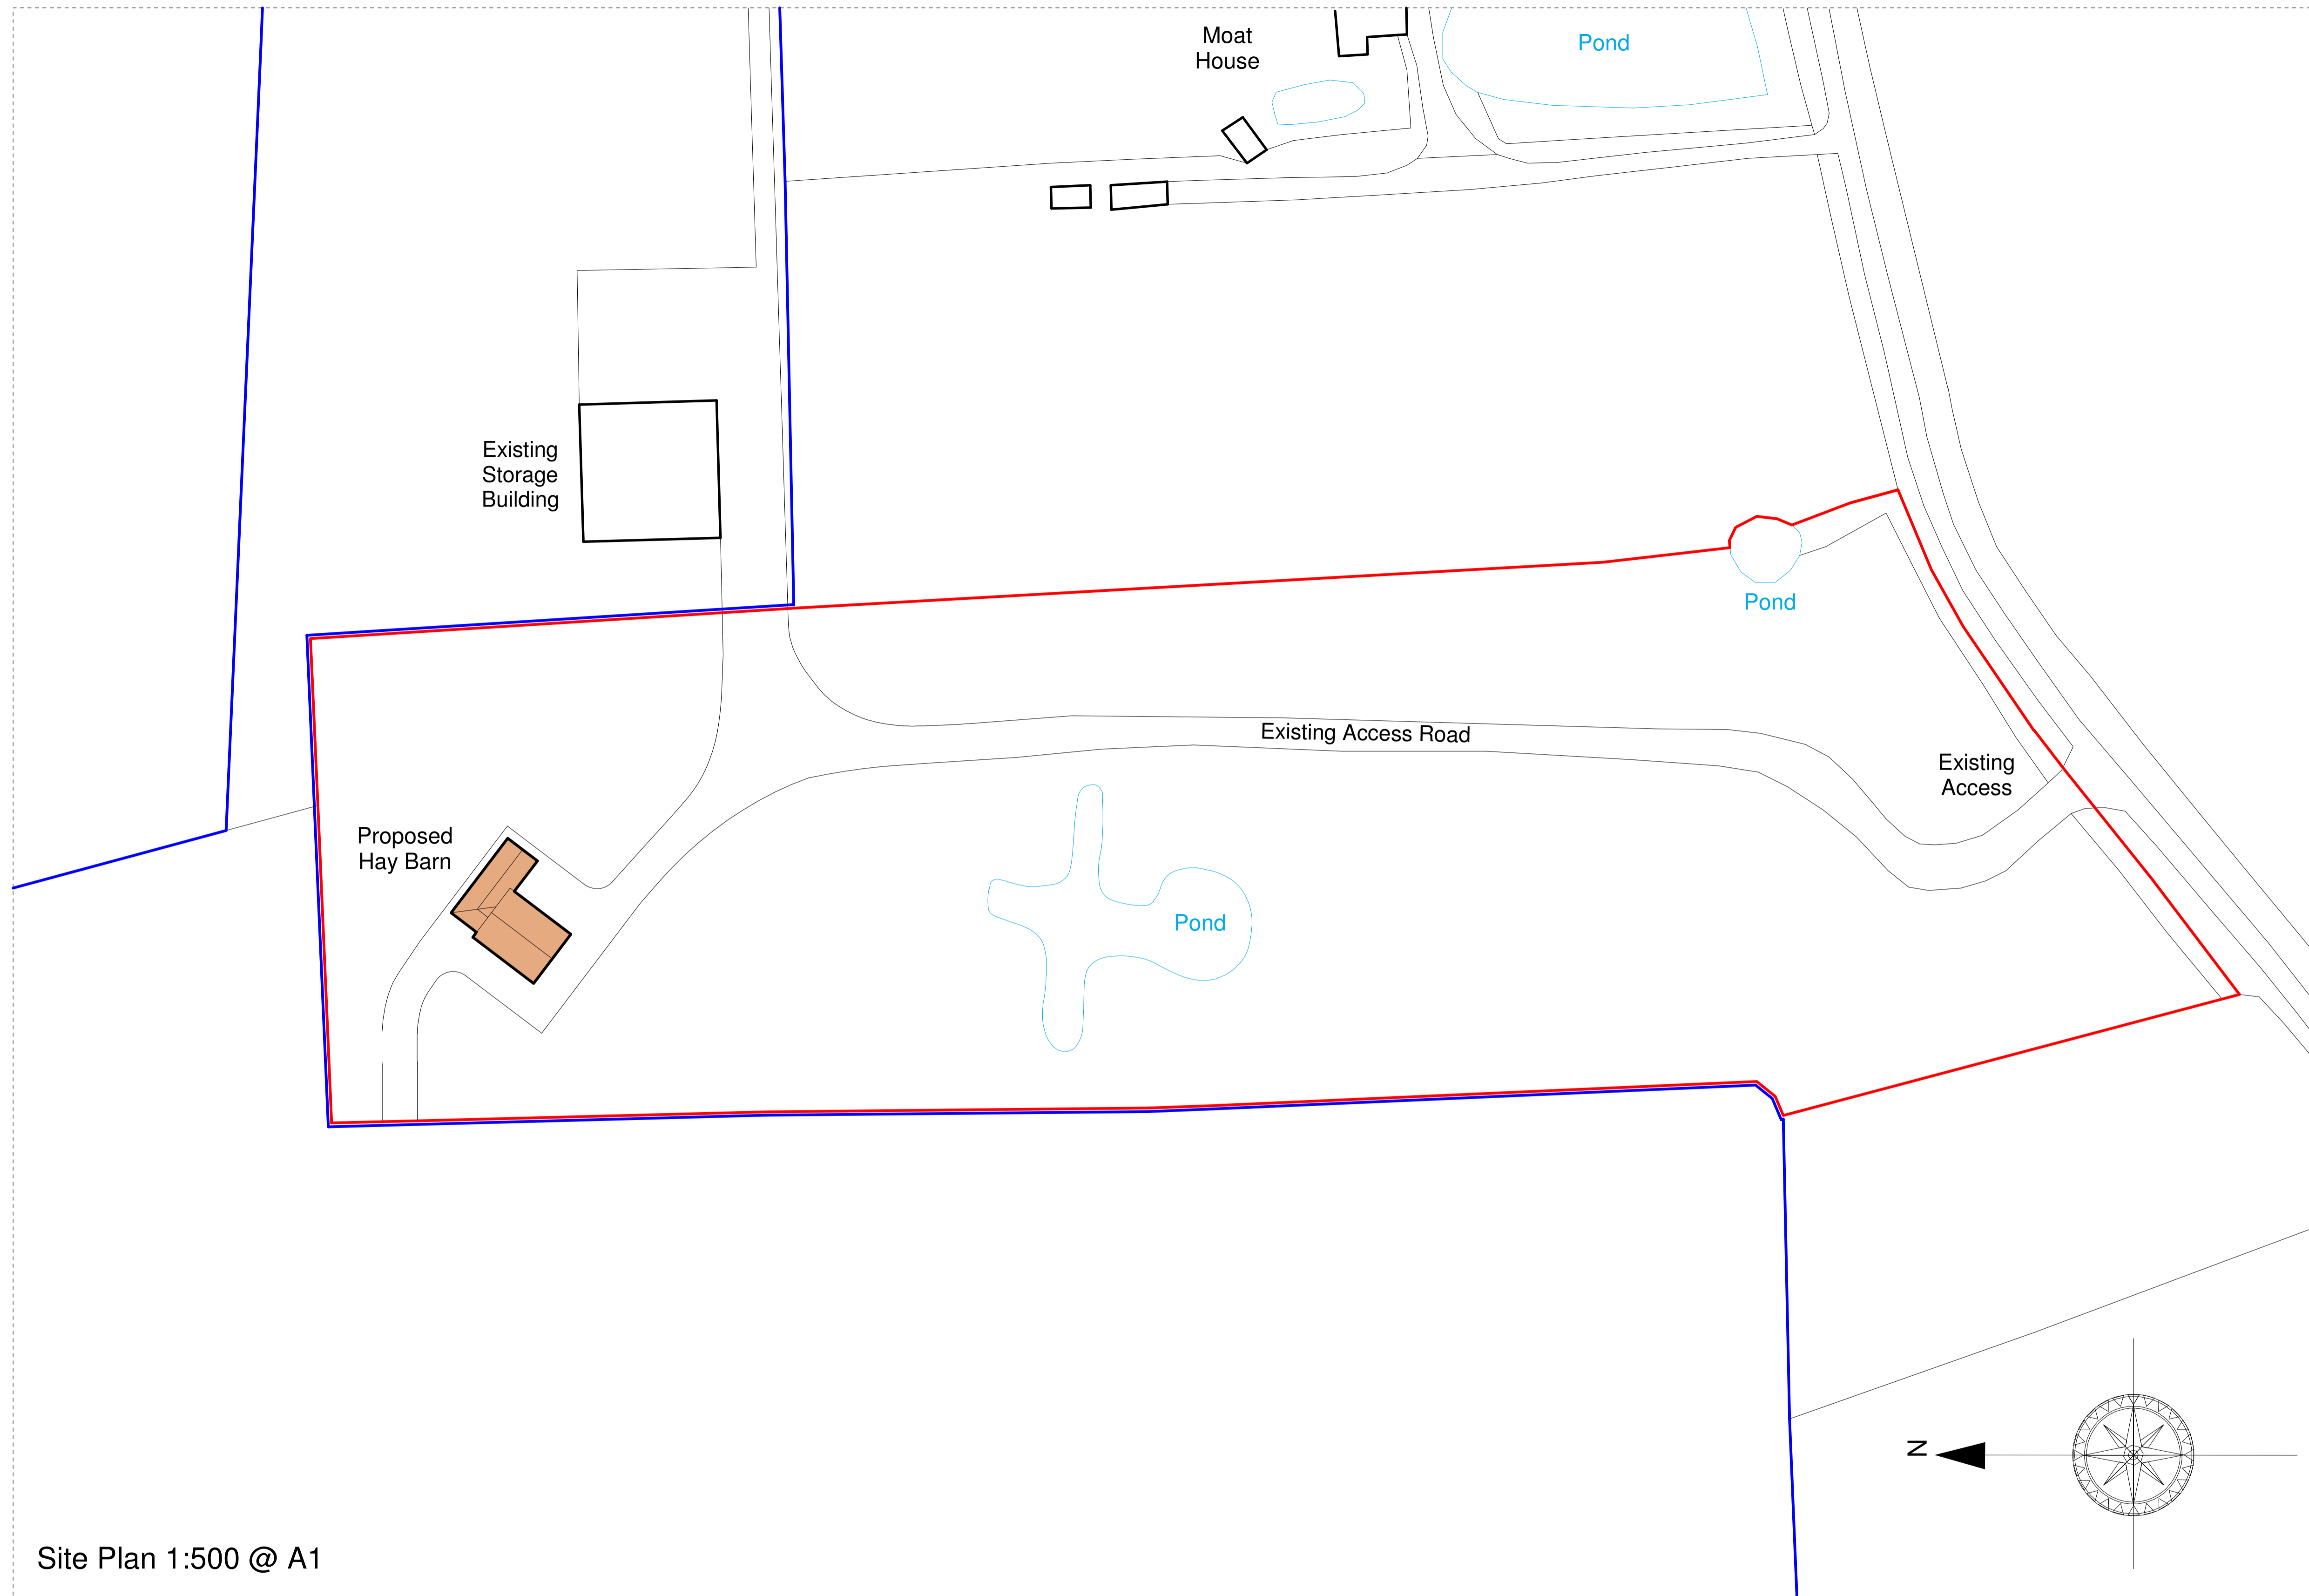 Moat
House
Pond
Existing
Storage
Building
Pond
Existing Access Road
Existing
Access
Proposed
Hay Barn
Pond
N
Site Plan 1:500 @ A1